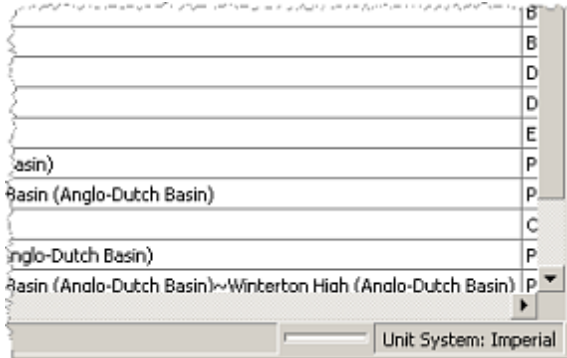 B
B
D
D
E
asin) P
Basin (Anglo-Dutch Basin) P
C
nglo-Dutch Basin) P
Basin (Anglo-Dutch Basin)~Winterton High (Anglo-Dutch Basin) P
Unit System: Imperial